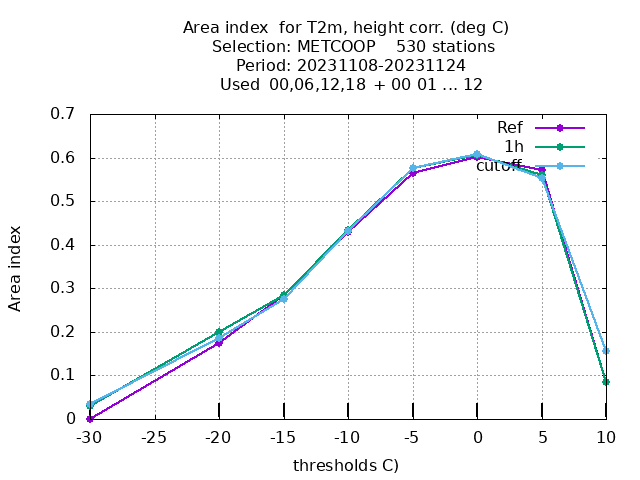 Area index  for T2m, height corr. (deg C)
Selection: METCOOP    530 stations
Period: 20231108-20231124
Used 00,06,12,18 + 00 01 ... 12
0.7
0.6
0.5
0.4
0.3
0.2
0.1
0
Area index
Ref
1h
cutoff
-30 -25 -20 -15 -10 -5 0 5 10
thresholds C)